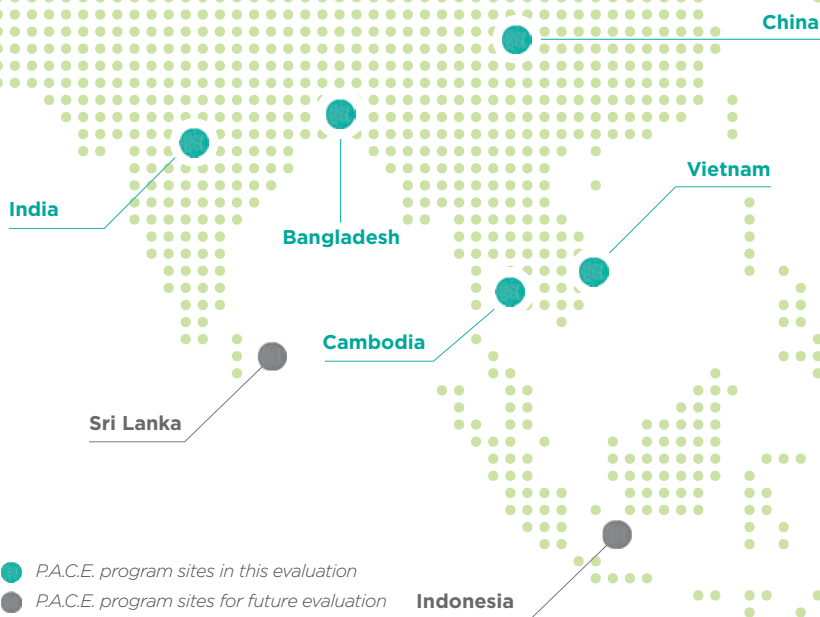 China
Vietnam
India
Bangladesh
Cambodia
Sri Lanka
P.A.C.E. program sites in this evaluation
P.A.C.E. program sites for future evaluation
Indonesia